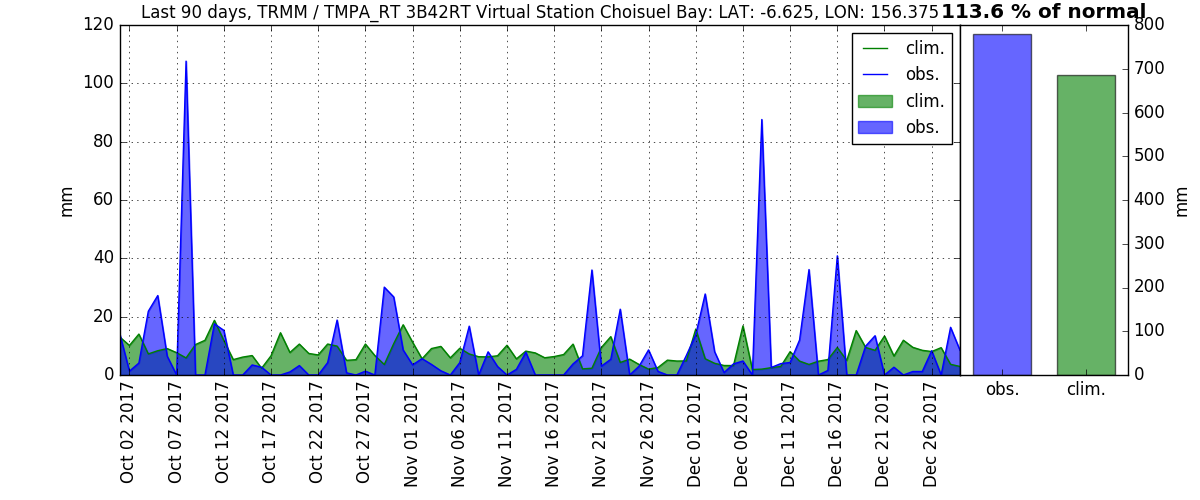 Last 90 days, TRMM / TMPA_RT 3B42RT Virtual Station Choisuel Bay: LAT: -6.625, LON: 156.375
113.6 % of normal
120
100
80
60
40
20
0
mm
clim.
obs.
clim.
obs.
800
700
600
500
400
300
200
100
0
mm
Oct 02 2017
Oct 07 2017
Oct 12 2017
Oct 17 2017
Oct 22 2017
Oct 27 2017
Nov 01 2017
Nov 06 2017
Nov 11 2017
Nov 16 2017
Nov 21 2017
Nov 26 2017
Dec 01 2017
Dec 06 2017
Dec 11 2017
Dec 16 2017
Dec 21 2017
Dec 26 2017
obs.
clim.